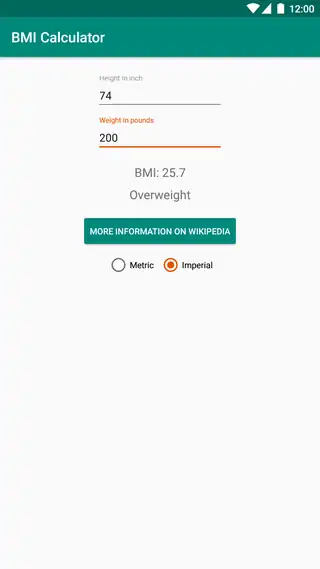 12:00
BMI Calculator
Height in inch
74
Weight in pounds
200
BMI: 25.7
Overweight
MORE INFORMATION ON WIKIPEDIA
Metric Imperial